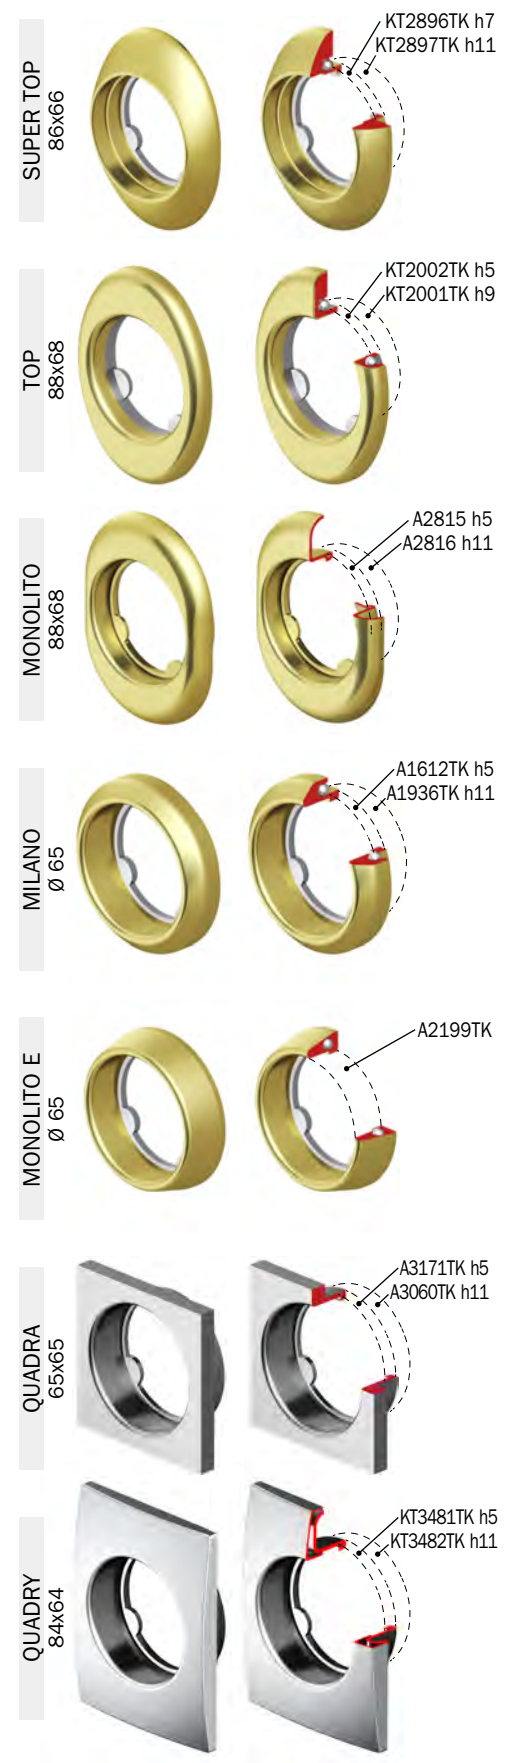 SUPER TOP
86x66
KT2896TK h7
KT2897TK h11
TOP
88x68
KT2002TK h5
KT2001TK h9
MONOLITO
88x68
A2815 h5
A2816 h11
MILANO
Ø 65
A1612TK h5
A1936TK h11
MONOLITO E
Ø 65
A2199TK
QUADRA
65x65
A3171TK h5
A3060TK h11
QUADRY
84x64
KT3481TK h5
KT3482TK h11